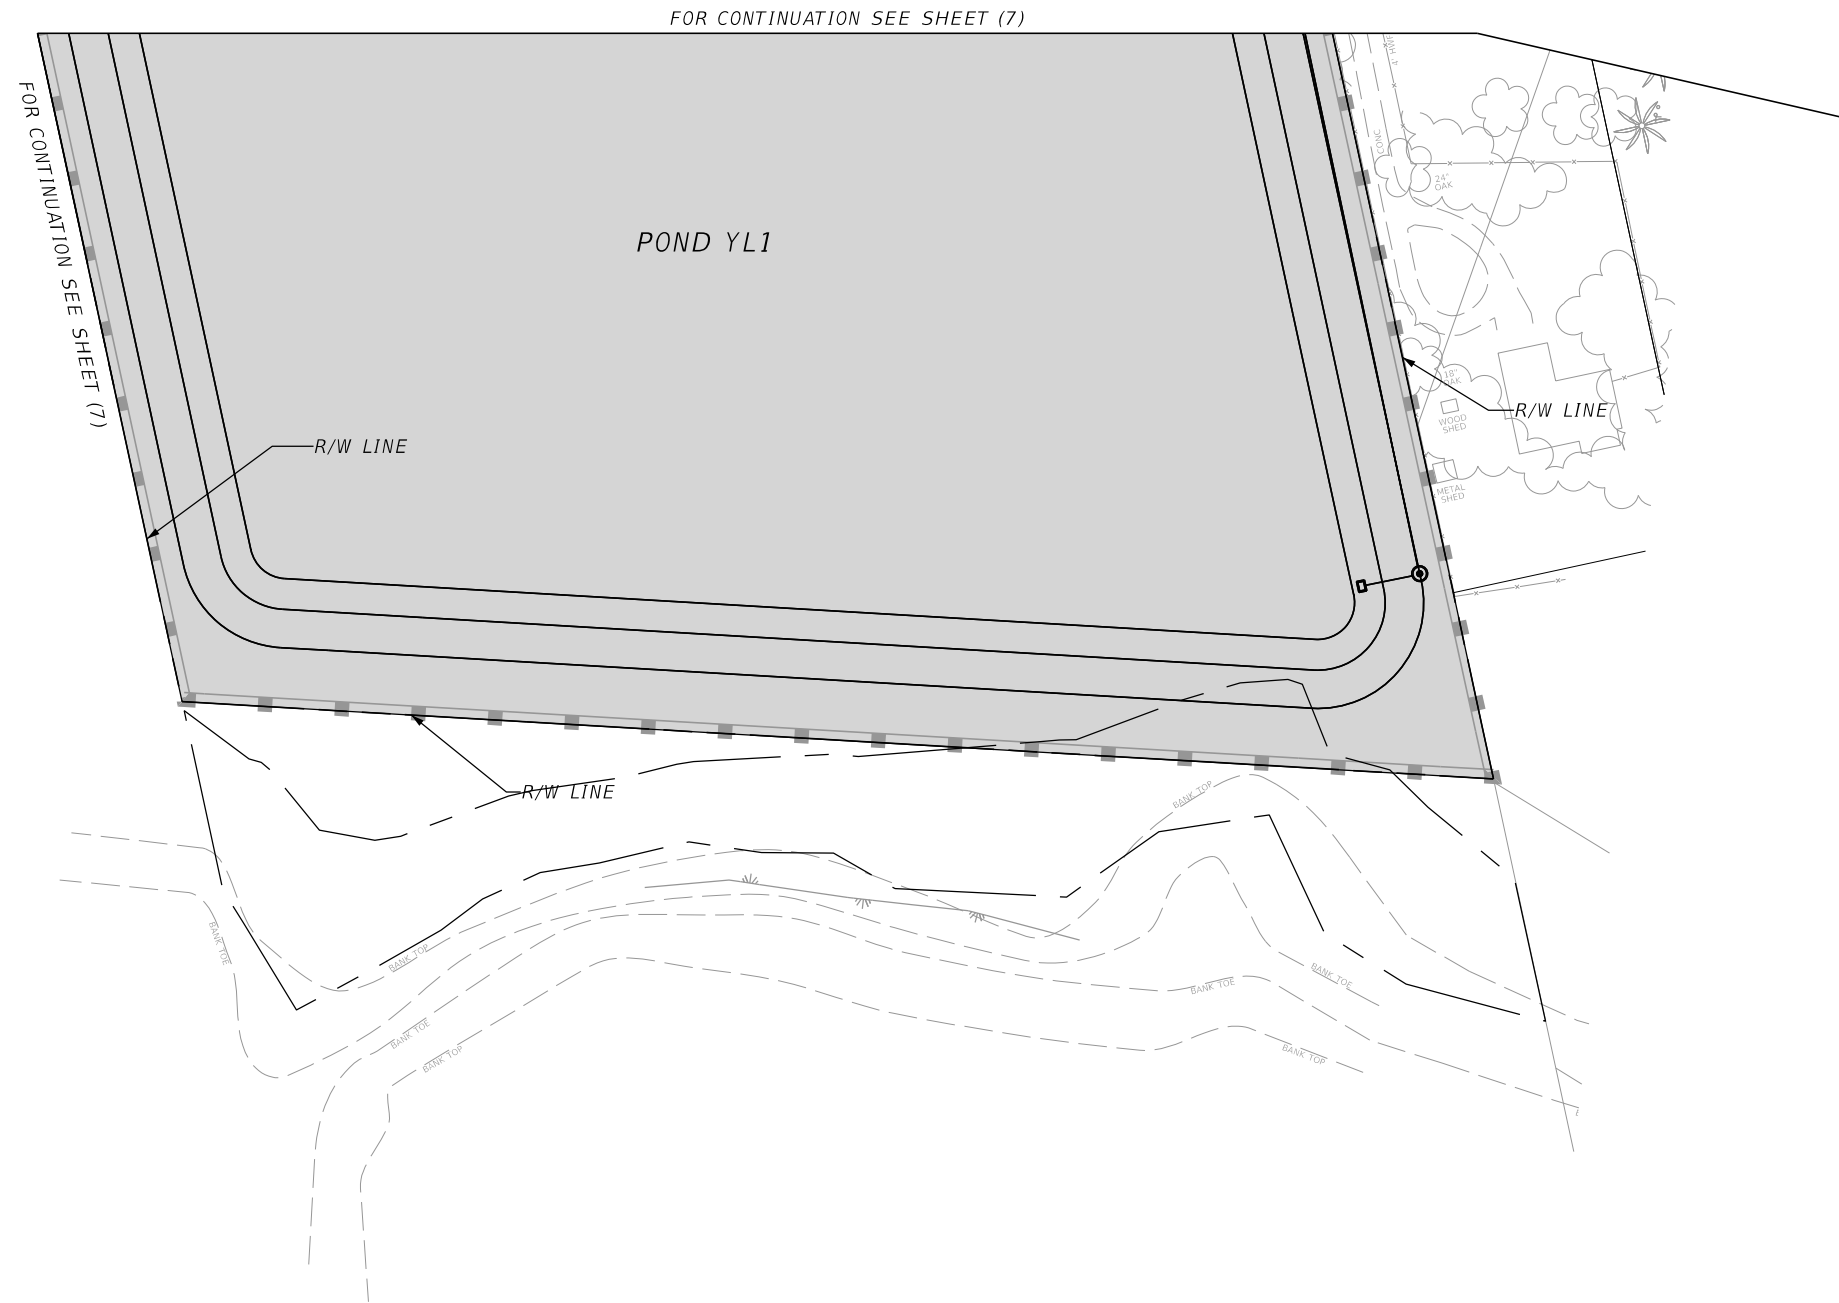 FOR CONTINUATION SEE SHEET (7)
FOR CONTINUATION SEE SHEET (7)
4' HWF
CONC
24"
OAK
POND YL1
18"
OAK
R/W LINE
WOOD
SHED
R/W LINE
METAL
SHED
R/W LINE
BANK TOP
BANK TOE
BANK TOP
BANK TOE
BANK TOE
BANK TOE
BANK TOP
BANK TOP